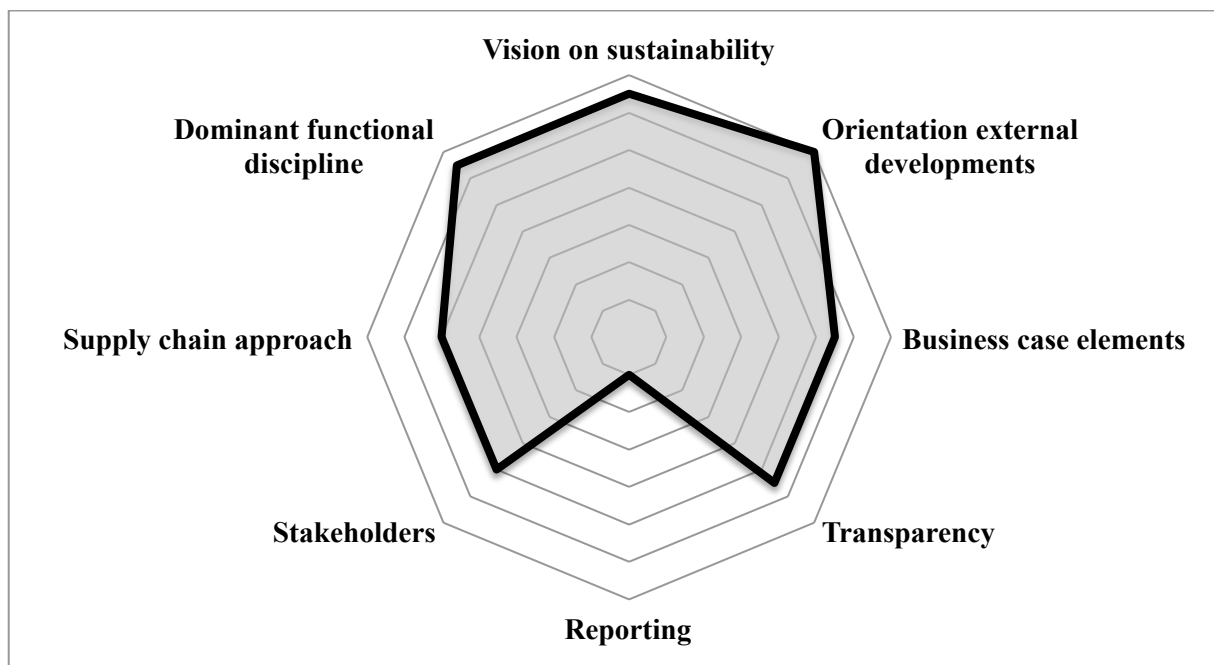 Vision on sustainability
Dominant functional
discipline
Orientation external
developments
Supply chain approach
Business case elements
Stakeholders
Transparency
Reporting